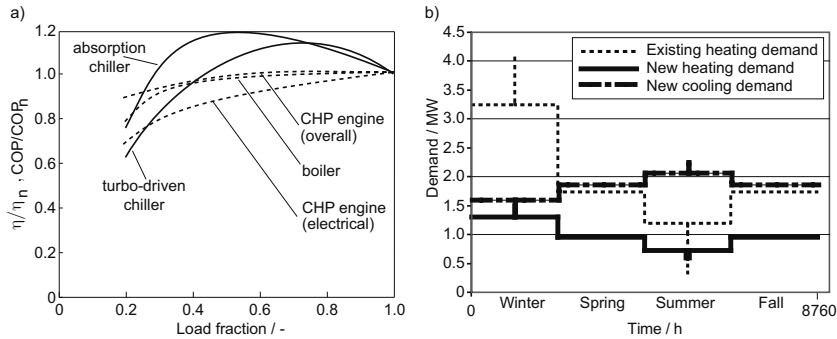 a)
1.2
1.0
0.8
0.6
1.0
0.2
0
η/ηn , COP/COPn
absorption
chiller
turbo-driven
chiller
CHP engine
(overall)
boiler
CHP engine
(electrical)
0
0.2
0.4
0.6
0.8
1.0
Load fraction / -
b)
4.5
4.0
3.5
3.0
2.5
2.0
1.5
1.0
0.5
0.0
Demand / MW
Existing heating demand
New heating demand
New cooling demand
Winter
Spring
Summer
Fall
0
8760
Time / h